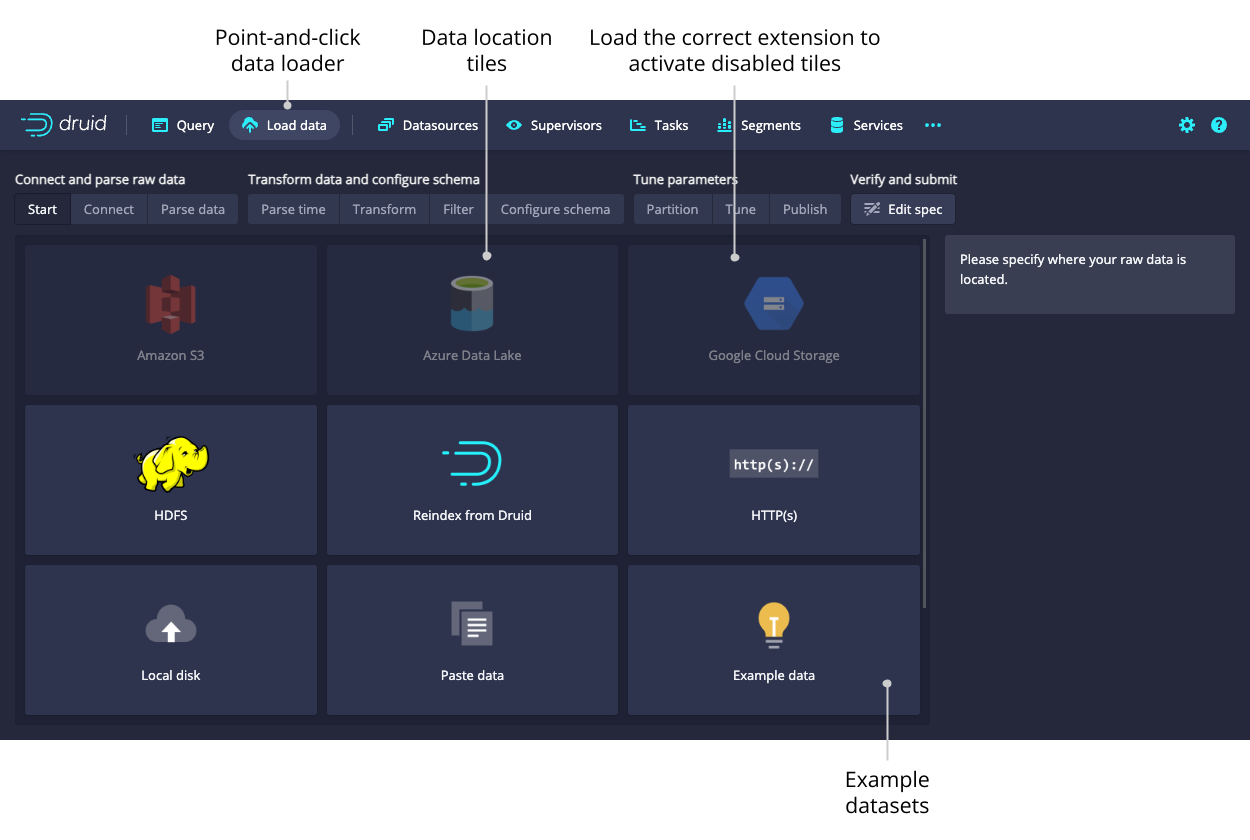 Point-and-click
data loader
Data location
tiles
Load the correct extension to
activate disabled tiles
druid
Query
Load data
Datasources
Supervisors
Tasks
Segments
Services
Connect and parse raw data
Transform data and configure schema
Tune parameters
Verify and submit
Start
Connect
Parse data
Parse time
Transform
Filter
Configure schema
Partition
Tune
Publish
Edit spec
Please specify where your raw data is
located.
Amazon S3
Azure Data Lake
Google Cloud Storage
http(s)://
HDFS
Reindex from Druid
HTTP(s)
Local disk
Paste data
Example data
Example
datasets